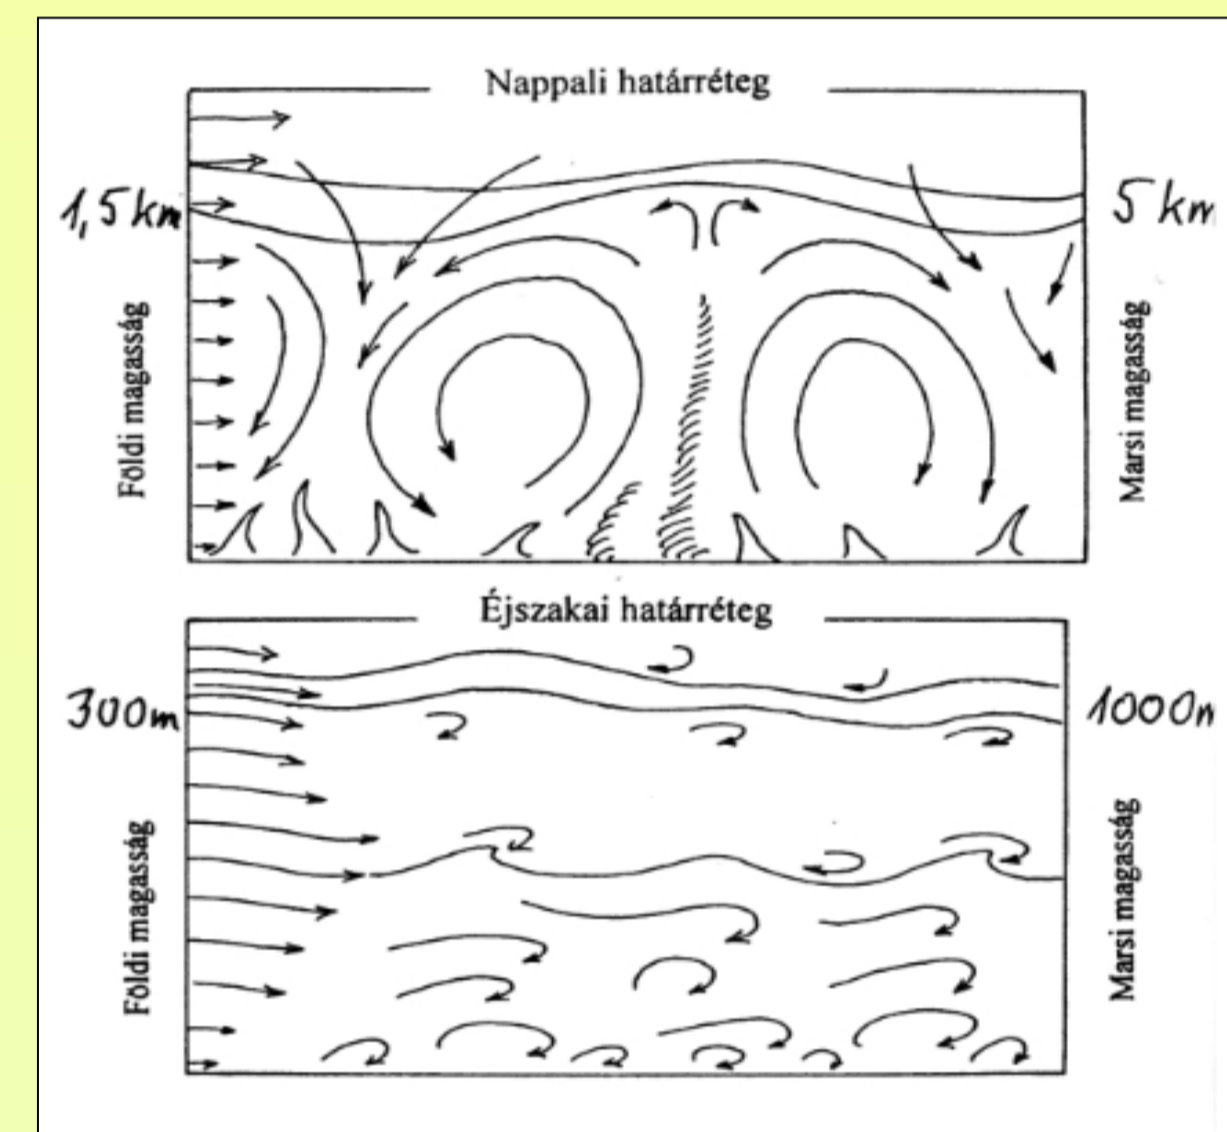 Nappali határréteg
1,5 km
5 km
Földi magasság
Marsi magasság
Éjszakai határréteg
300m
1000m
Földi magasság
Marsi magasság